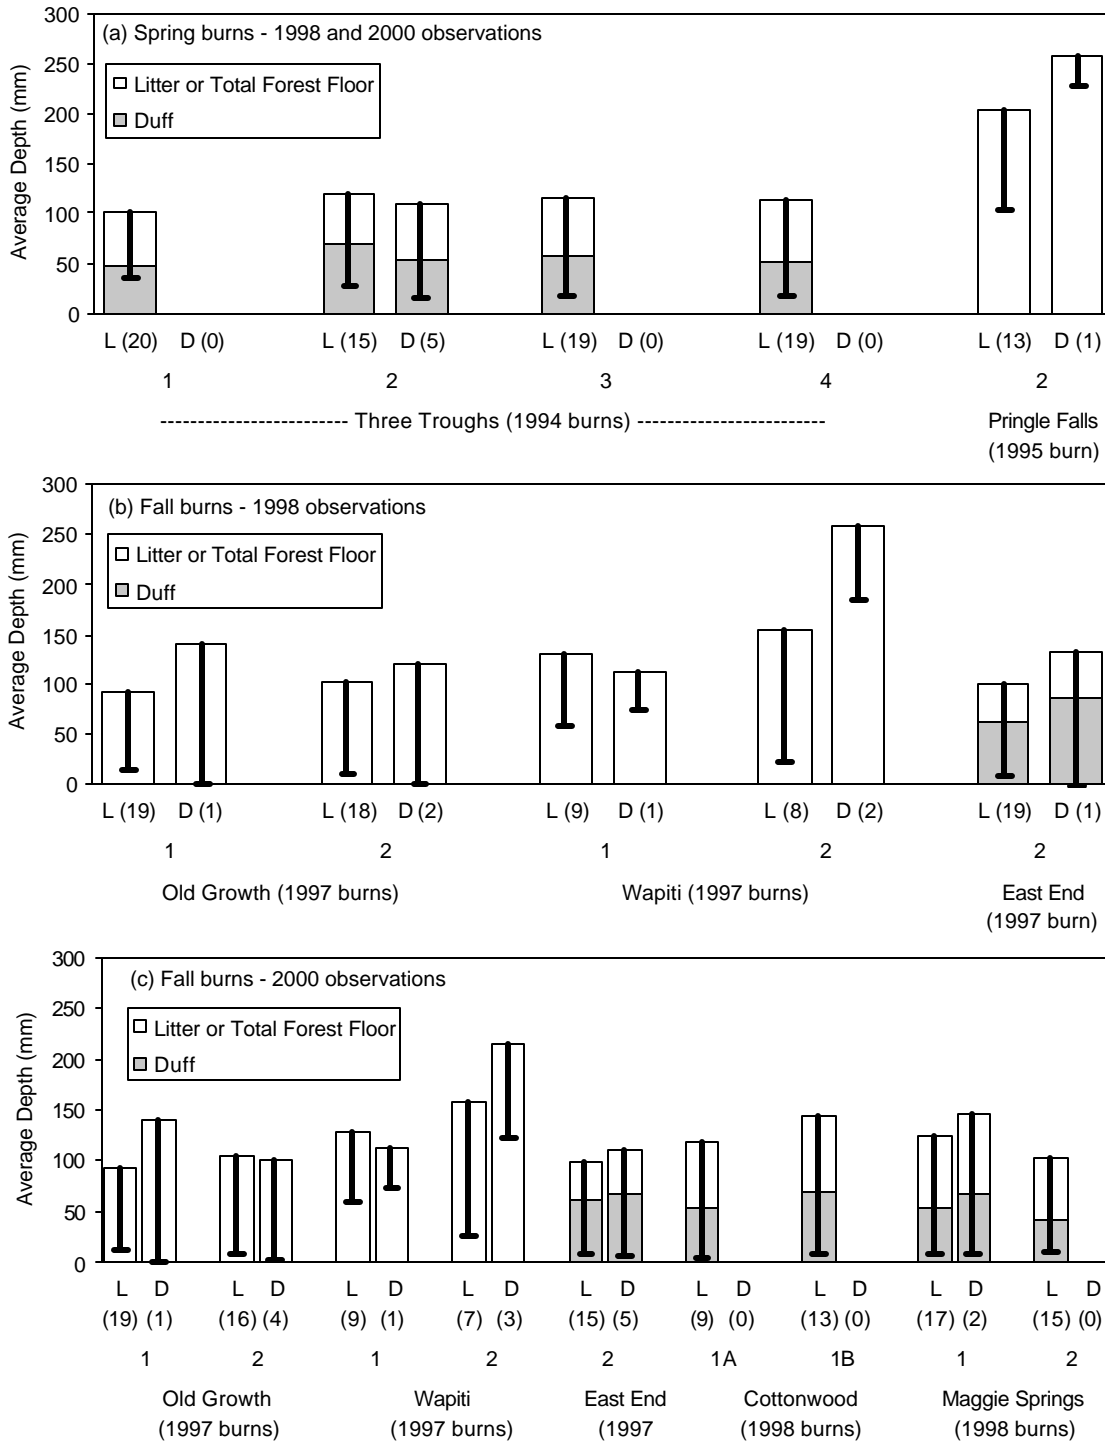 (a) Spring burns - 1998 and 2000 observations
Litter or Total Forest Floor
Duff
Average Depth (mm)
300
250
200
150
100
50
0
L (20) D (0) L (15) D (5) L (19) D (0) L (19) D (0) L (13) D (1)
1 2 3 4 2
----------------------- Three Troughs (1994 burns) ----------------------- Pringle Falls
(1995 burn)
(b) Fall burns - 1998 observations
Litter or Total Forest Floor
Duff
Average Depth (mm)
300
250
200
150
100
50
0
L (19) D (1) L (18) D (2) L (9) D (1) L (8) D (2) L (19) D (1)
1 2 1 2 2
Old Growth (1997 burns) Wapiti (1997 burns) East End
(1997 burn)
(c) Fall burns - 2000 observations
Litter or Total Forest Floor
Duff
Average Depth (mm)
300
250
200
150
100
50
0
L D L D L D L D L D L D L D L D L D
(19) (1) (16) (4) (9) (1) (7) (3) (15) (5) (9) (0) (13) (0) (17) (2) (15) (0)
1 2 1 2 2 1A 1B 1 2
Old Growth Wapiti East End Cottonwood Maggie Springs
(1997 burns) (1997 burns) (1997 (1998 burns) (1998 burns)